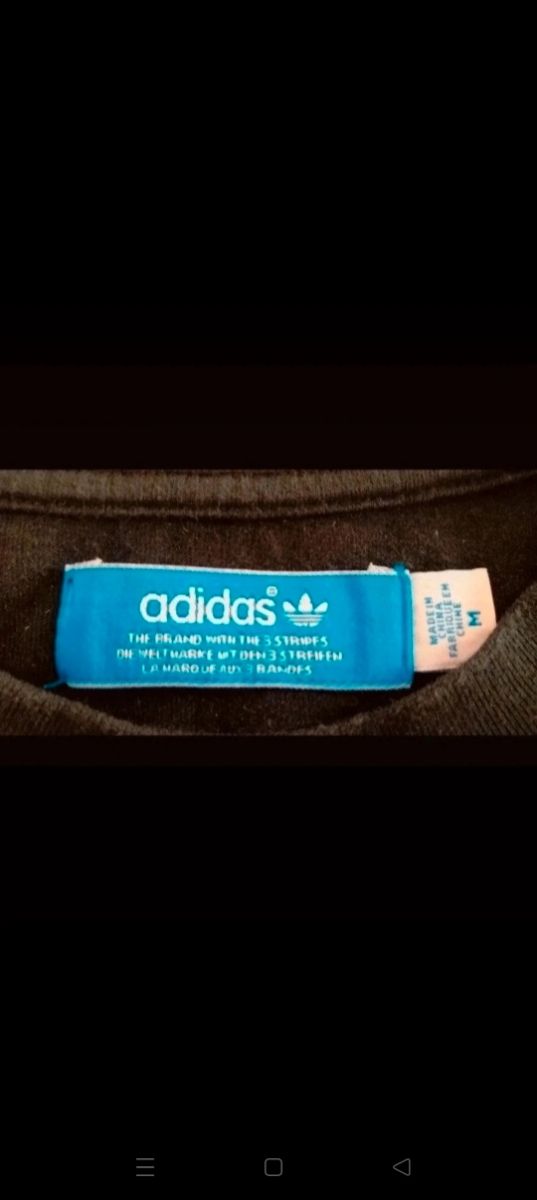 adidas®
THE BRAND WITH THE 3 STRIPES
DIE WELTMARKE MIT DEN 3 STREIFEN
LA MARQUE AUX 3 BANDES
MADE IN
CHINA
FABRIQUE EN
CHINE
M